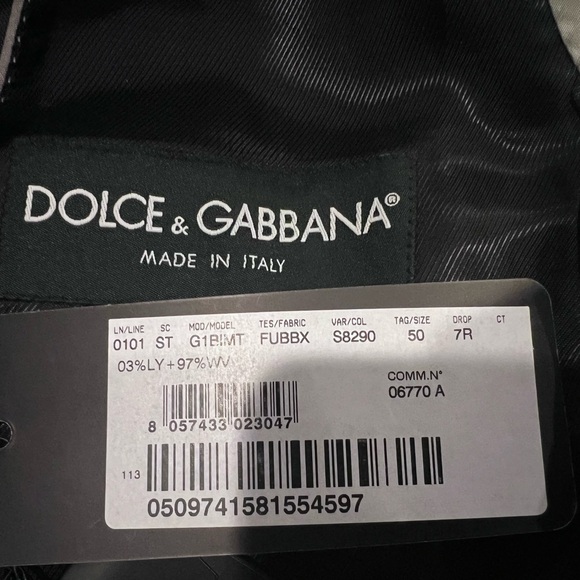 DOLCE & GABBANA®
MADE IN ITALY
LN/LINE SC MOD/MODEL TES/FABRIC VAR/COL TAG/SIZE DROP CT
0101 ST G1BIMT FUBBX S8290 50 7R
03%LY+97%WV
COMM.N°
06770 A
8 057433 023047
113
0509741581554597